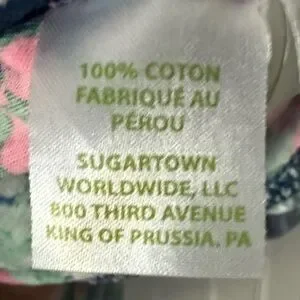 100% COTON
FABRIQUÉ AU
PÉROU
SUGARTOWN
WORLDWIDE, LLC
800 THIRD AVENUE
KING OF PRUSSIA, PA